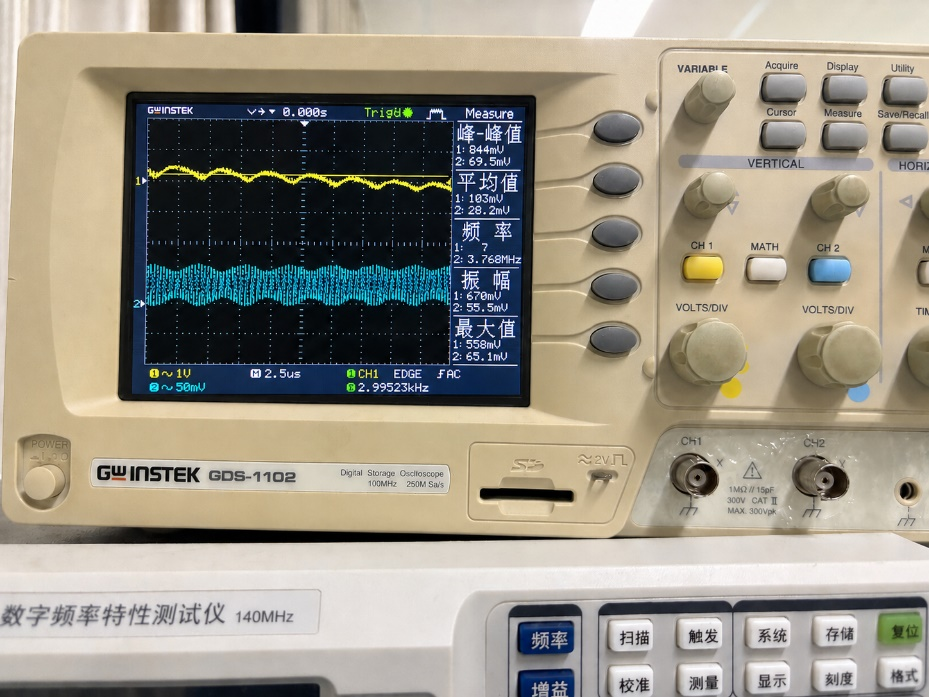 GWINSTEK 0.000s Trig'd Measure
峰-峰值
1: 844mV
2: 69.5mV
平均值
1: 103mV
2: 28.2mV
频 率
1: ?
2: 3.768MHz
振 幅
1: 670mV
2: 55.5mV
最大值
1: 558mV
2: 65.1mV
1
2
1 ～ 1V M 2.5us 1 CH1 EDGE AC
2 ～ 50mV 2.99523kHz
VARIABLE
Acquire Display Utility
Cursor Measure Save/Recall
VERTICAL HORIZ
CH 1 MATH CH 2 M
VOLTS/DIV VOLTS/DIV TIM
POWER
GWINSTEK GDS-1102
Digital Storage Oscilloscope
100MHz 250M Sa/s
≈2V
CH1 CH2
X
1MΩ // 15pF
300V CAT II
MAX. 300Vpk
数字频率特性测试仪 140MHz
频率 扫描 触发 系统 存储 复位
增益 校准 测量 显示 刻度 格式